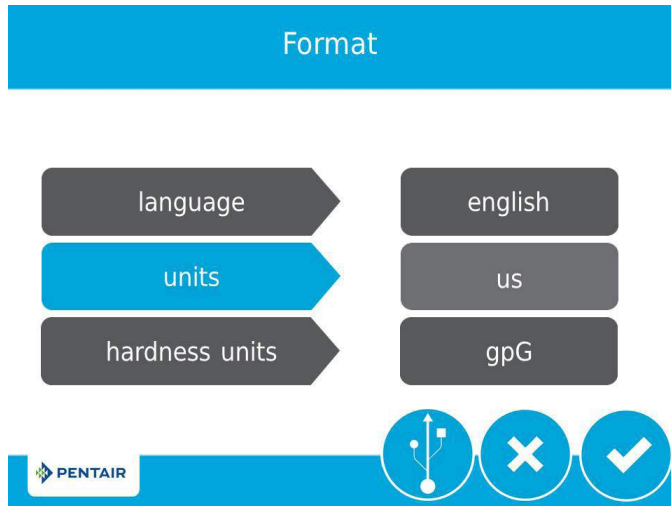 Format
language
english
units
us
hardness units
gpG
PENTAIR